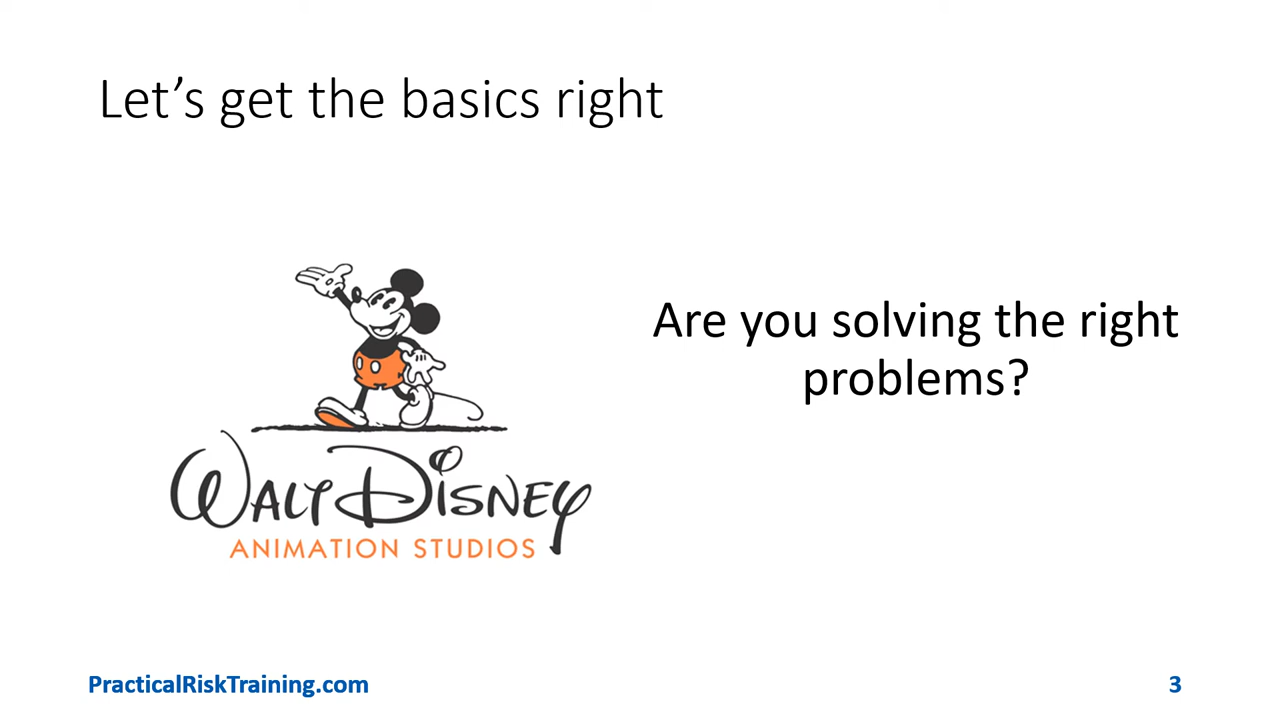 Let's get the basics right
Are you solving the right
problems?
WALT DISNEY
ANIMATION STUDIOS
PracticalRiskTraining.com
3